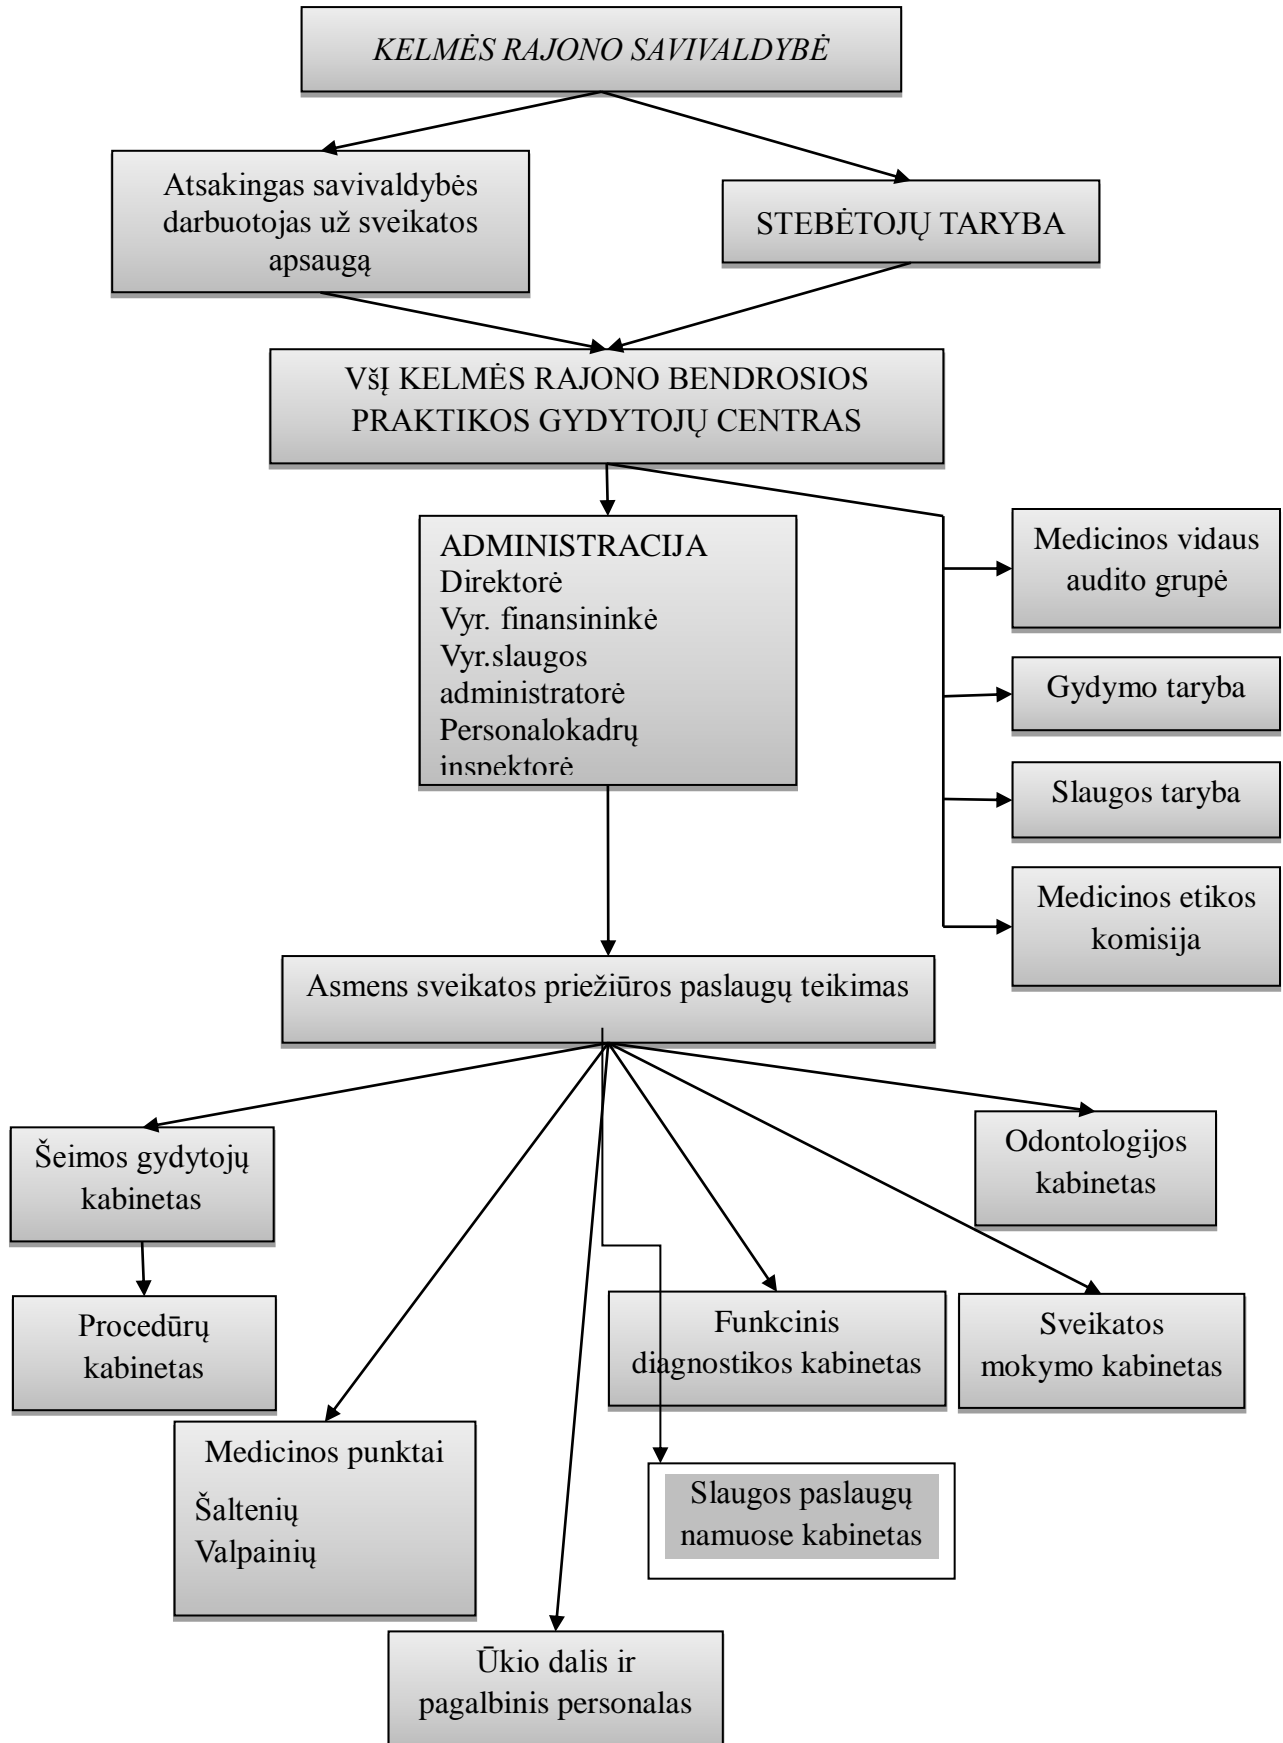 KELMĖS RAJONO SAVIVALDYBĖ
Atsakingas savivaldybės
darbuotojas už sveikatos
apsaugą
STEBĖTOJŲ TARYBA
VšĮ KELMĖS RAJONO BENDROSIOS
PRAKTIKOS GYDYTOJŲ CENTRAS
ADMINISTRACIJA
Direktorė
Vyr. finansininkė
Vyr.slaugos
administratorė
Personalokadrų
inspektorė
Medicinos vidaus
audito grupė
Gydymo taryba
Slaugos taryba
Medicinos etikos
komisija
Asmens sveikatos priežiūros paslaugų teikimas
Šeimos gydytojų
kabinetas
Odontologijos
kabinetas
Procedūrų
kabinetas
Funkcinis
diagnostikos kabinetas
Sveikatos
mokymo kabinetas
Medicinos punktai
Šaltenių
Valpainių
Slaugos paslaugų
namuose kabinetas
Ūkio dalis ir
pagalbinis personalas